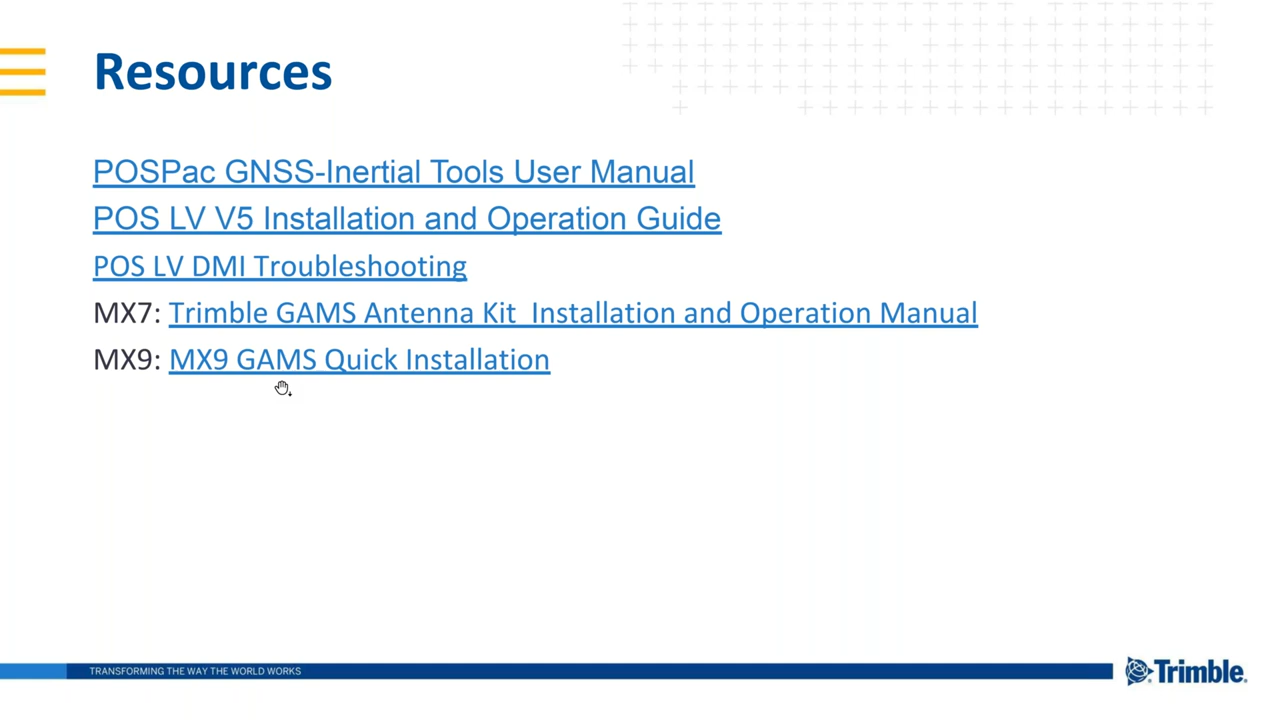 Resources
POSPac GNSS-Inertial Tools User Manual
POS LV V5 Installation and Operation Guide
POS LV DMI Troubleshooting
MX7: Trimble GAMS Antenna Kit  Installation and Operation Manual
MX9: MX9 GAMS Quick Installation
TRANSFORMING THE WAY THE WORLD WORKS
Trimble